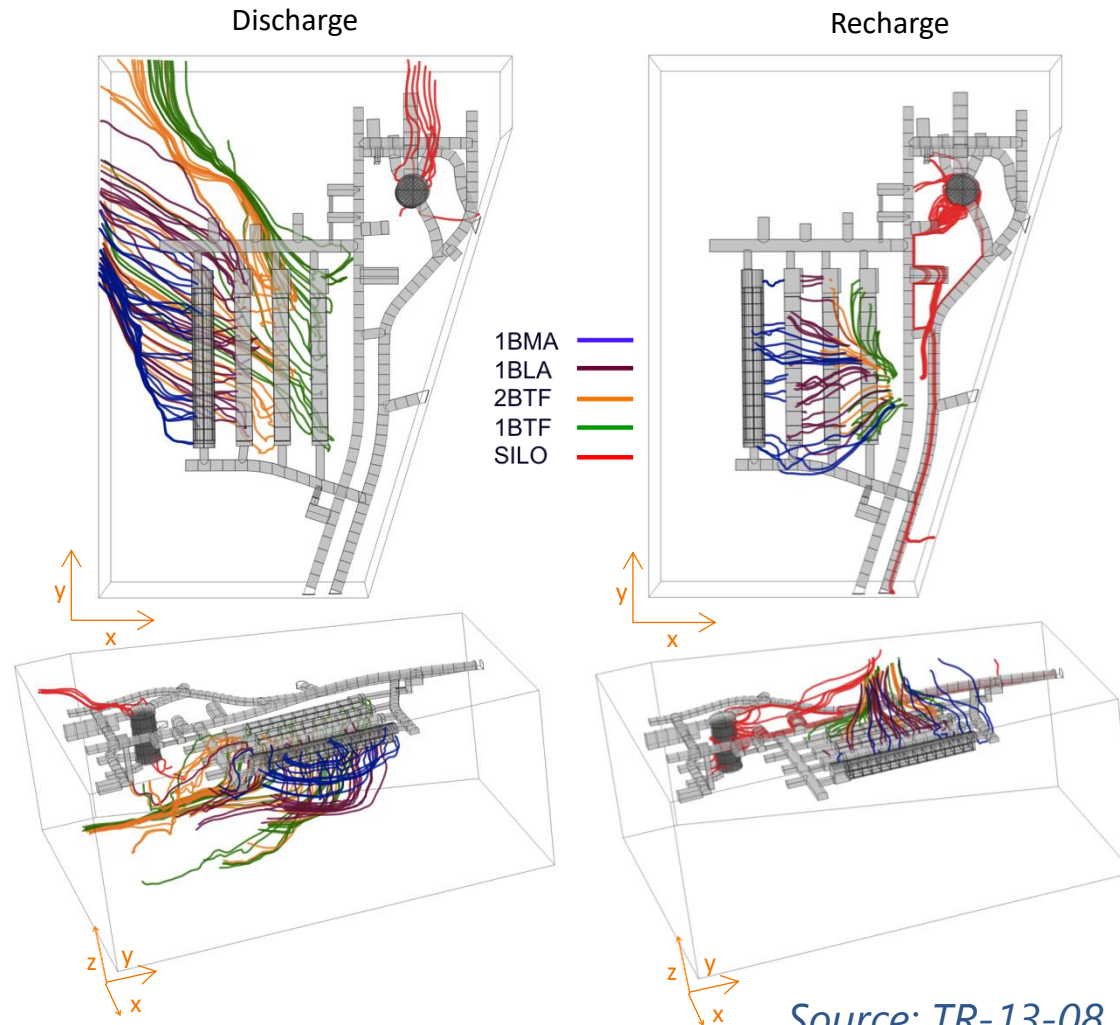 Discharge
Recharge
1BMA
1BLA
2BTF
1BTF
SILO
y
x
y
x
z
y
x
z
y
x
Source: TR-13-08